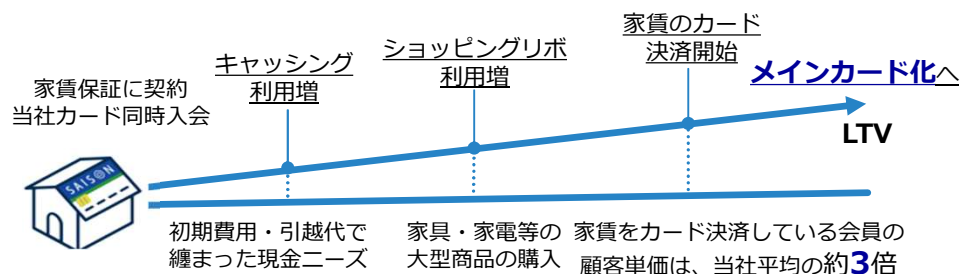 家賃保証に契約
当社カード同時入会
キャッシング
利用増
ショッピングリボ
利用増
家賃のカード
決済開始
メインカード化へ
LTV
SAISON
初期費用・引越代で
纏まった現金ニーズ
家具・家電等の
大型商品の購入
家賃をカード決済している会員の
顧客単価は、当社平均の約3倍